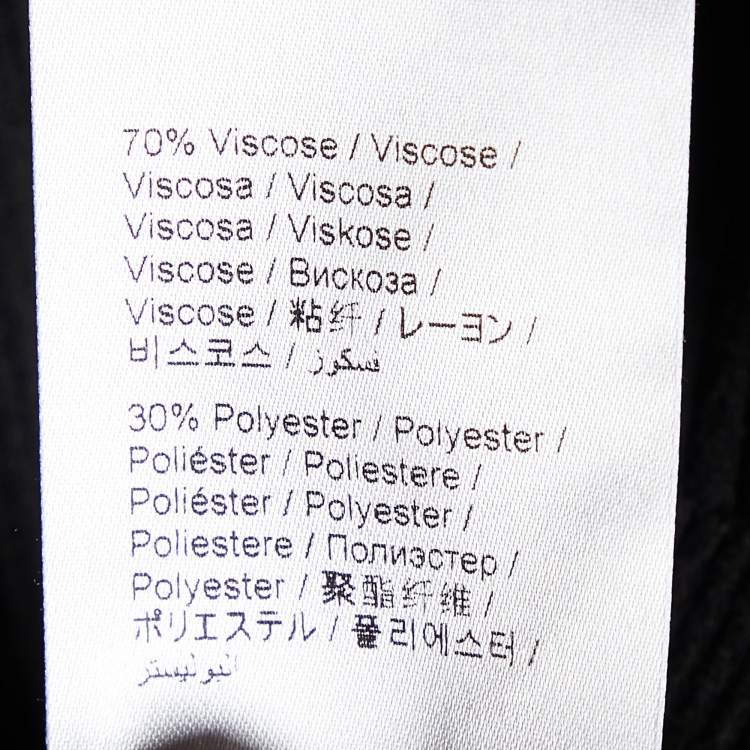 70% Viscose / Viscose /
Viscosa / Viscosa /
Viscosa / Viskose /
Viscose / Вискоза /
Viscose / 粘纤 / レーヨン /
비스코스 / سكوز
30% Polyester / Polyester /
Poliéster / Poliestere /
Poliéster / Polyester /
Poliestere / Полиэстер /
Polyester / 聚酯纤维 /
ポリエステル / 폴리에스터 /
البوليستر